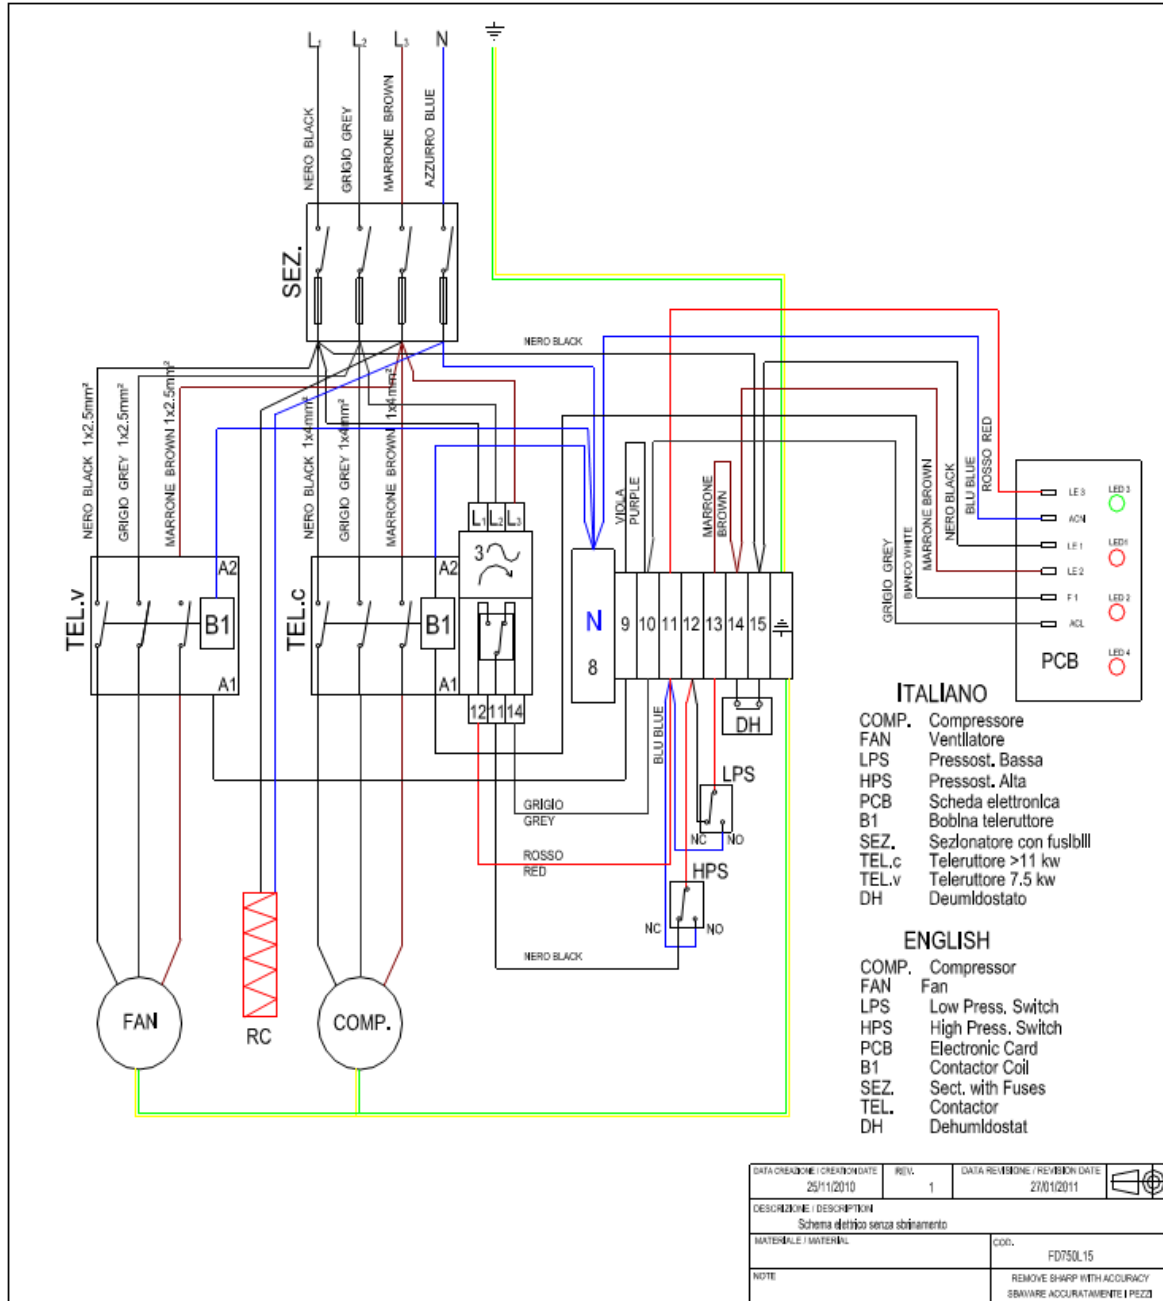 L1 L2 L3 N
NERO BLACK
GRIGIO GREY
MARRONE BROWN
AZZURRO BLUE
SEZ.
NERO BLACK
NERO BLACK 1x2.5mm²
GRIGIO GREY 1x2.5mm²
MARRONE BROWN 1x2.5mm²
NERO BLACK 1x4mm²
GRIGIO GREY 1x4mm²
MARRONE BROWN 1x4mm²
VIOLA
PURPLE
MARRONE
BROWN
GRIGIO GREY
BIANCO WHITE
MARRONE BROWN
NERO BLACK
BLU BLUE
ROSSO RED
LE 3 LED 3
ACN
LE 1 LED1
LE 2
F 1 LED 2
ACL
PCB LED 4
TEL.v
A2
B1
A1
TEL.c
A2
B1
A1
L1 L2 L3
3
12 11 14
N
8
9 10 11 12 13 14 15
BLU BLUE
DH
LPS
NC NO
HPS
NC NO
GRIGIO
GREY
ROSSO
RED
NERO BLACK
FAN
RC
COMP.
ITALIANO
COMP. Compressore
FAN Ventilatore
LPS Pressost. Bassa
HPS Pressost. Alta
PCB Scheda elettronica
B1 Bobina teleruttore
SEZ. Sezionatore con fusibili
TEL.c Teleruttore >11 kw
TEL.v Teleruttore 7.5 kw
DH Deumidostato
ENGLISH
COMP. Compressor
FAN Fan
LPS Low Press. Switch
HPS High Press. Switch
PCB Electronic Card
B1 Contactor Coil
SEZ. Sect. with Fuses
TEL. Contactor
DH Dehumidostat
DATA CREAZIONE / CREATION DATE REV. DATA REVISIONE / REVISION DATE
25/11/2010 1 27/01/2011
DESCRIZIONE / DESCRIPTION
Schema elettrico senza sbrinamento
MATERIALE / MATERIAL COD.
FD750L15
NOTE REMOVE SHARP WITH ACCURACY
SBAVARE ACCURATAMENTE I PEZZI